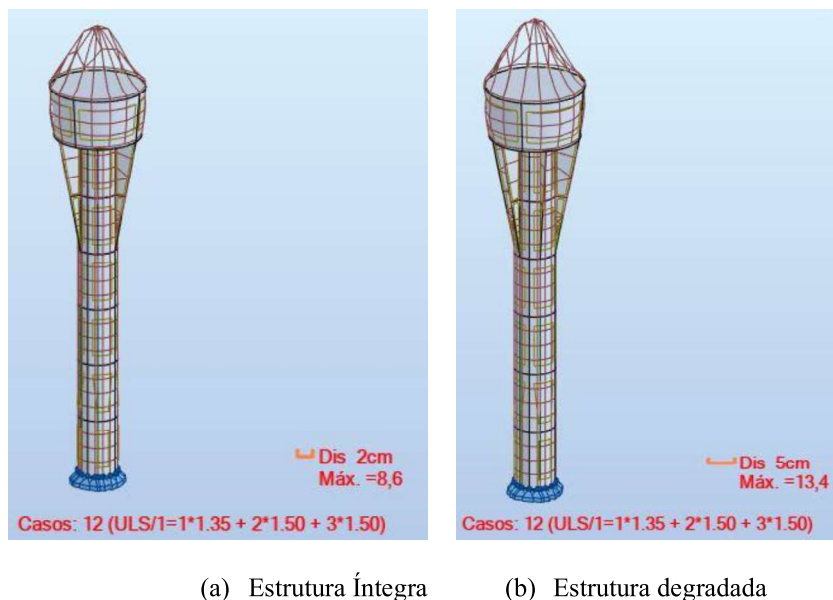 Dis 2cm
Máx. =8,6
Casos: 12 (ULS/1=1*1.35 + 2*1.50 + 3*1.50)
Dis 5cm
Máx. =13,4
Casos: 12 (ULS/1=1*1.35 + 2*1.50 + 3*1.50)
(a) Estrutura Íntegra
(b) Estrutura degradada